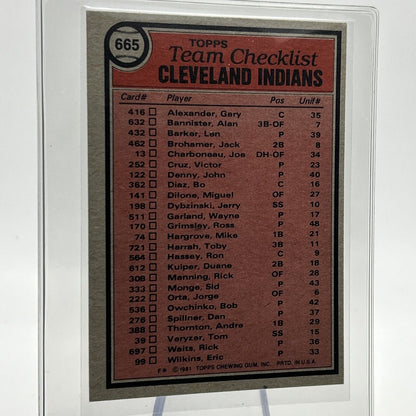 665
TOPPS
Team Checklist
CLEVELAND INDIANS
Card# Player Pos Unif#
416 Alexander, Gary C 35
632 Bannister, Alan 3B-OF 7
432 Barker, Len P 39
462 Brohamer, Jack 2B 8
13 Charboneau, Joe DH-OF 34
252 Cruz, Victor P 23
122 Denny, John P 40
362 Diaz, Bo C 16
141 Dilone, Miguel OF 27
198 Dybzinski, Jerry SS 10
511 Garland, Wayne P 17
170 Grimsley, Ross P 48
74 Hargrove, Mike 1B 21
721 Harrah, Toby 3B 11
564 Hassey, Ron C 9
612 Kuiper, Duane 2B 18
308 Manning, Rick OF 28
333 Monge, Sid P
222 Orta, Jorge OF 6
536 Owchinko, Bob P 42
276 Spillner, Dan P 37
388 Thornton, Andre 1B 29
39 Veryzer, Tom SS 15
697 Waits, Rick P 36
99 Wilkins, Eric P 33
F* © 1981 TOPPS CHEWING GUM, INC. PRTD. IN U.S.A.